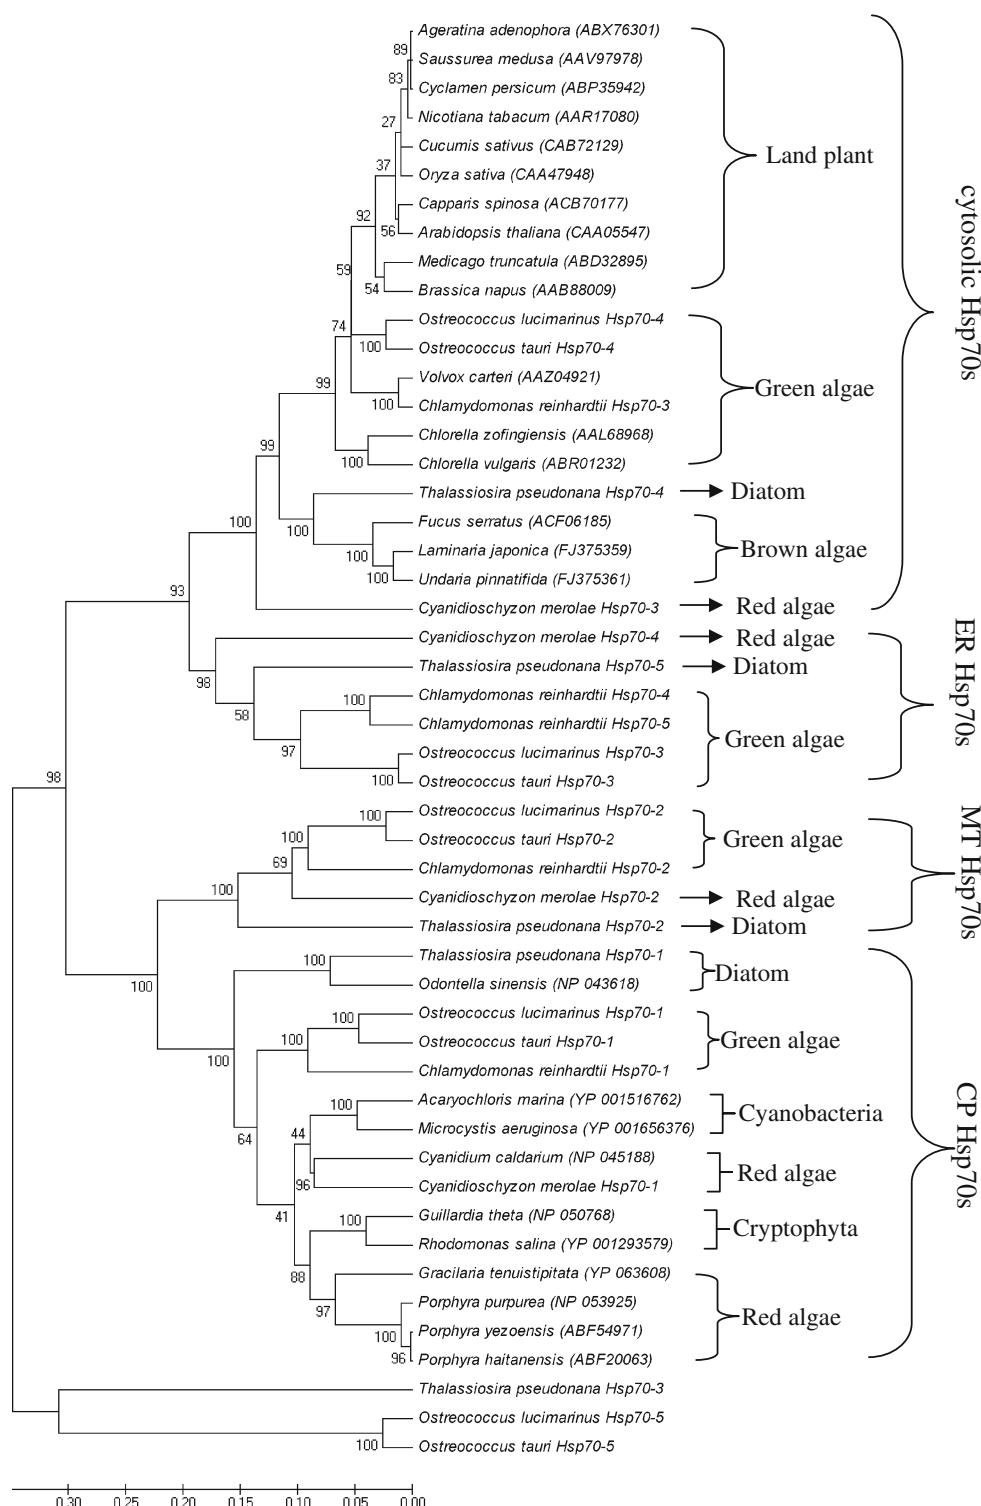 Ageratina adenophora (ABX76301)
89
Saussurea medusa (AAV97978)
83
Cyclamen persicum (ABP35942)
Nicotiana tabacum (AAR17080)
27
Cucumis sativus (CAB72129)
Land plant
37
Oryza sativa (CAA47948)
Capparis spinosa (ACB70177)
92
56
Arabidopsis thaliana (CAA05547)
Medicago truncatula (ABD32895)
59
54
Brassica napus (AAB88009)
cytosolic Hsp70s
Ostreococcus lucimarinus Hsp70-4
74
100
Ostreococcus tauri Hsp70-4
Volvox carteri (AAZ04921)
99
Green algae
100
Chlamydomonas reinhardtii Hsp70-3
Chlorella zofingiensis (AAL68968)
99
100
Chlorella vulgaris (ABR01232)
Thalassiosira pseudonana Hsp70-4
Diatom
100
100
Fucus serratus (ACF06185)
100
Laminaria japonica (FJ375359)
Brown algae
100
Undaria pinnatifida (FJ375361)
93
Cyanidioschyzon merolae Hsp70-3
Red algae
Cyanidioschyzon merolae Hsp70-4
Red algae
98
Thalassiosira pseudonana Hsp70-5
Diatom
ER Hsp70s
100
Chlamydomonas reinhardtii Hsp70-4
58
Chlamydomonas reinhardtii Hsp70-5
Green algae
97
Ostreococcus lucimarinus Hsp70-3
98
100
Ostreococcus tauri Hsp70-3
Ostreococcus lucimarinus Hsp70-2
100
100
Ostreococcus tauri Hsp70-2
Green algae
69
Chlamydomonas reinhardtii Hsp70-2
MT Hsp70s
100
Cyanidioschyzon merolae Hsp70-2
Red algae
Thalassiosira pseudonana Hsp70-2
Diatom
100
Thalassiosira pseudonana Hsp70-1
100
Odontella sinensis (NP 043618)
Diatom
Ostreococcus lucimarinus Hsp70-1
100
100
Ostreococcus tauri Hsp70-1
Green algae
100
Chlamydomonas reinhardtii Hsp70-1
Acaryochloris marina (YP 001516762)
100
Cyanobacteria
64
44
Microcystis aeruginosa (YP 001656376)
CP Hsp70s
Cyanidium caldarium (NP 045188)
Red algae
96
Cyanidioschyzon merolae Hsp70-1
41
100
Guillardia theta (NP 050768)
Cryptophyta
Rhodomonas salina (YP 001293579)
88
Gracilaria tenuistipitata (YP 063608)
97
Porphyra purpurea (NP 053925)
Red algae
100
Porphyra yezoensis (ABF54971)
96
Porphyra haitanensis (ABF20063)
Thalassiosira pseudonana Hsp70-3
Ostreococcus lucimarinus Hsp70-5
100
Ostreococcus tauri Hsp70-5
0.30 0.25 0.20 0.15 0.10 0.05 0.00